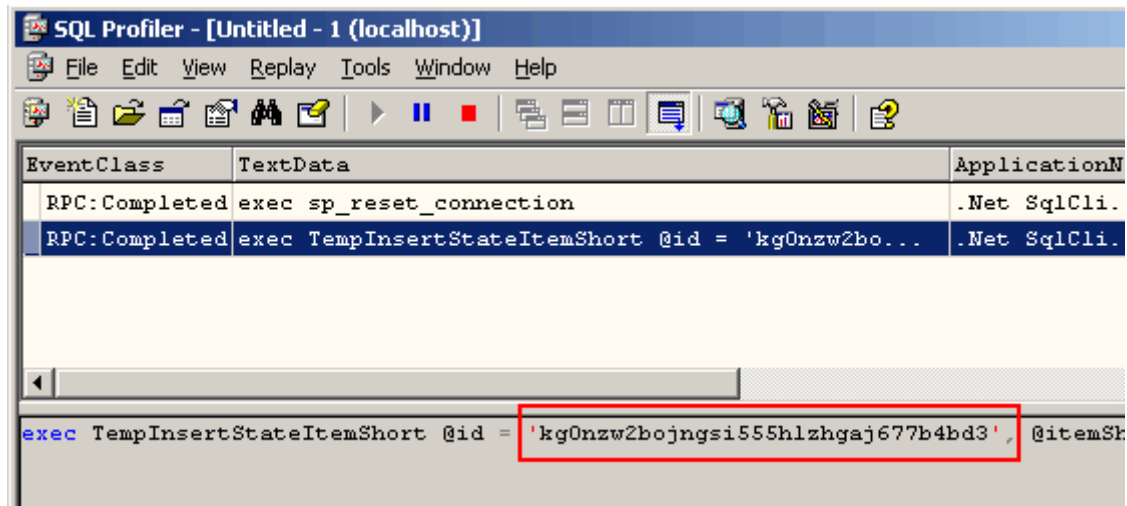 SQL Profiler - [Untitled - 1 (localhost)]
File Edit View Replay Tools Window Help
EventClass TextData ApplicationN
RPC:Completed exec sp_reset_connection .Net SqlCli.
RPC:Completed exec TempInsertStateItemShort @id = 'kg0nzw2bo... .Net SqlCli.
exec TempInsertStateItemShort @id = 'kg0nzw2bojngsi555hlzhgaj677b4bd3', @itemSh